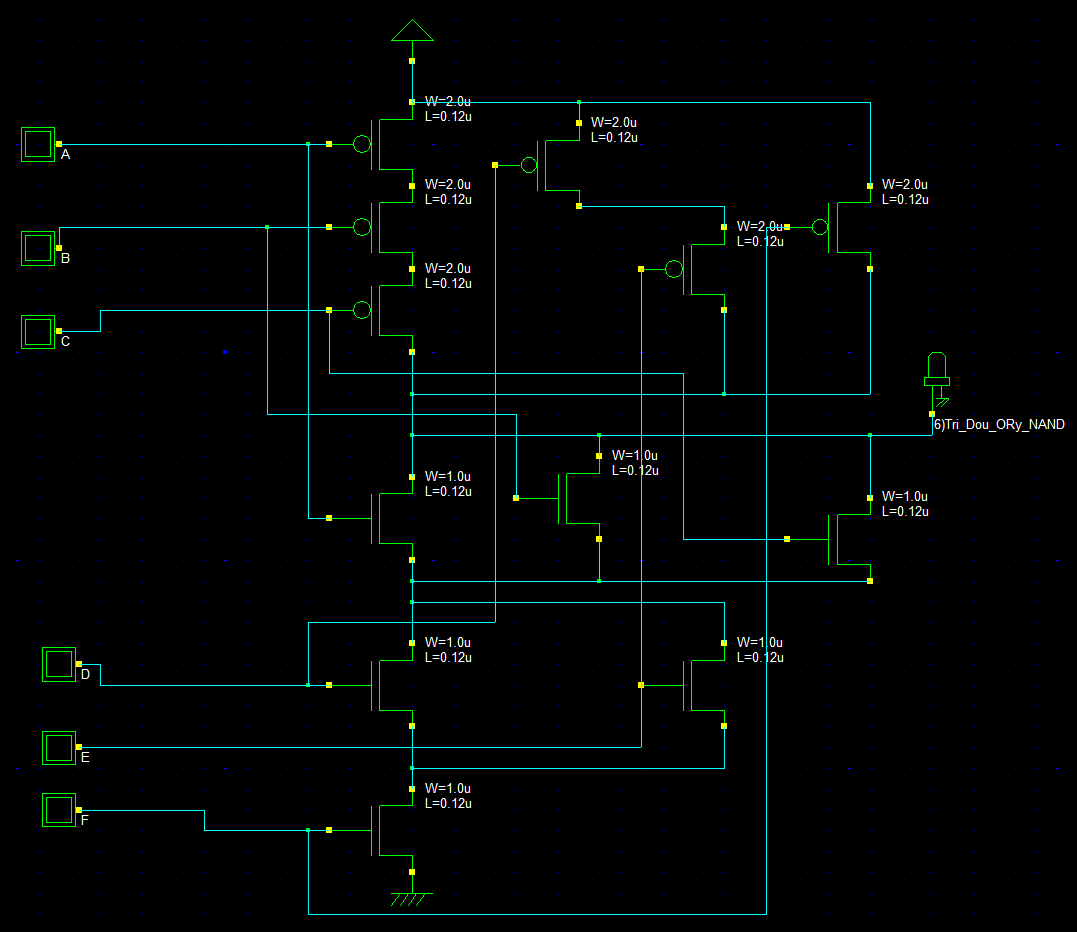 W=2.0u
L=0.12u
W=2.0u
L=0.12u
A
W=2.0u
L=0.12u
W=2.0u
L=0.12u
B
W=2.0u
L=0.12u
W=2.0u
L=0.12u
C
6)Tri_Dou_ORy_NAND
W=1.0u
L=0.12u
W=1.0u
L=0.12u
W=1.0u
L=0.12u
W=1.0u
L=0.12u
W=1.0u
L=0.12u
D
E
W=1.0u
L=0.12u
F